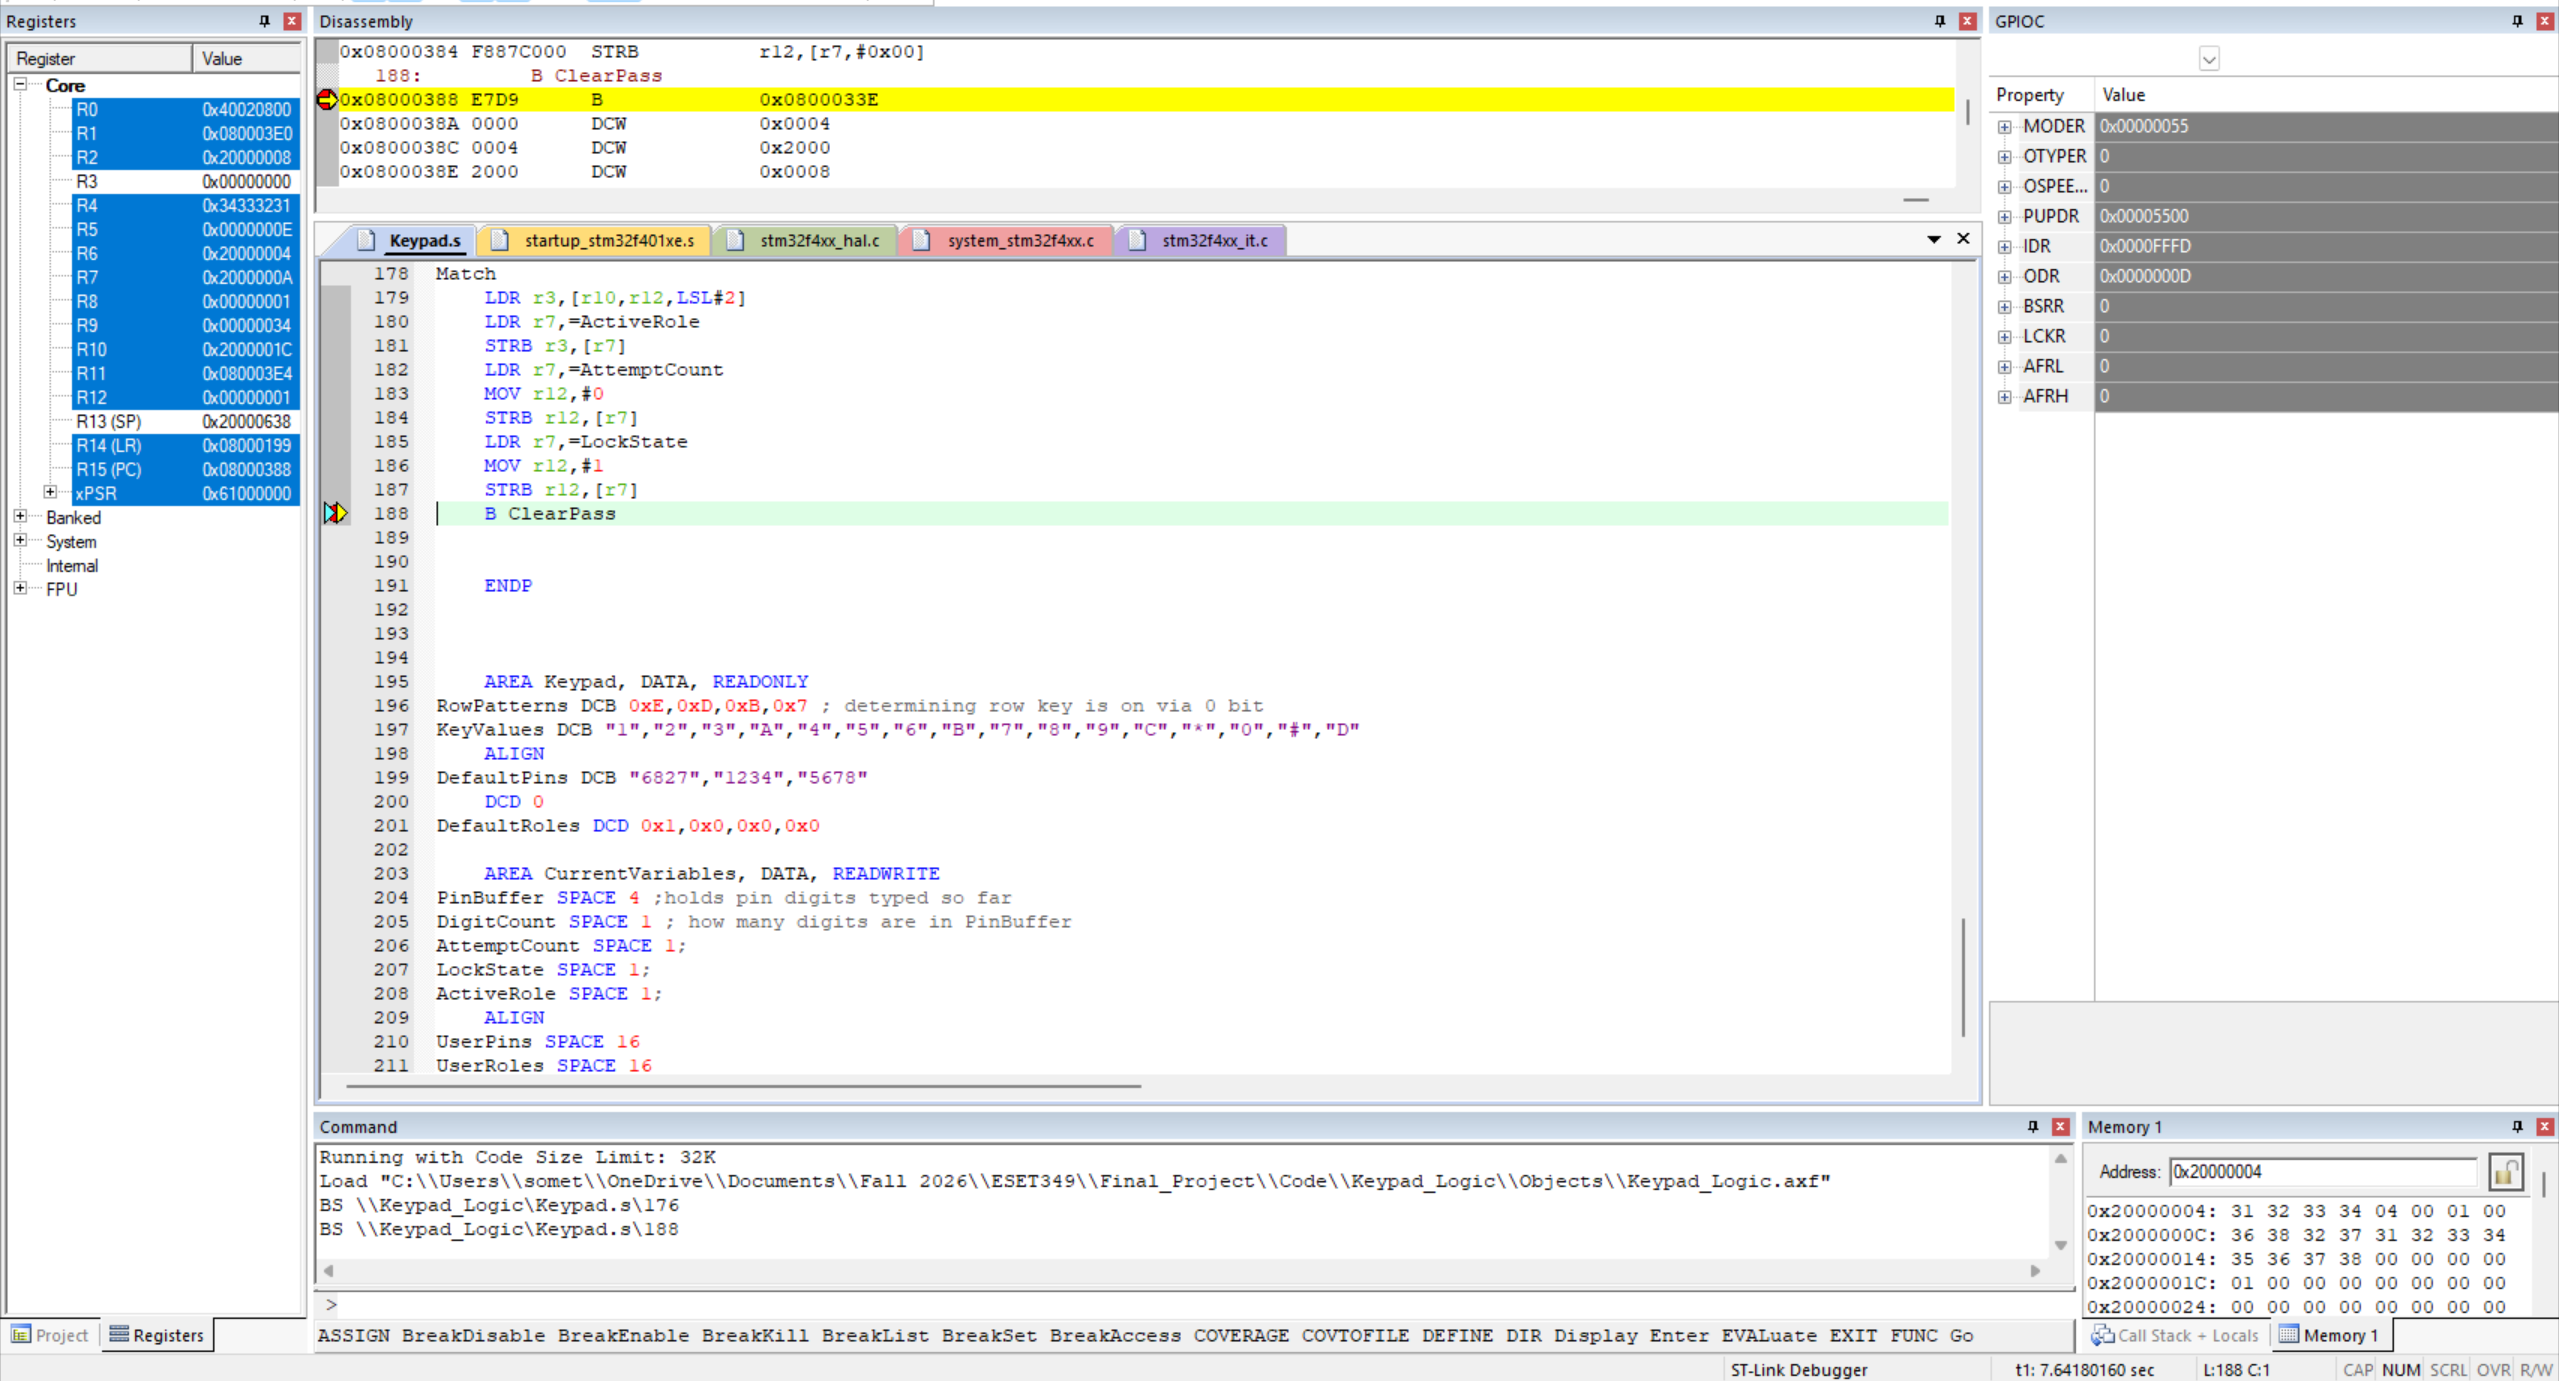 Registers
Register Value
Core
R0 0x40020800
R1 0x080003E0
R2 0x20000008
R3 0x00000000
R4 0x34333231
R5 0x0000000E
R6 0x20000004
R7 0x2000000A
R8 0x00000001
R9 0x00000034
R10 0x2000001C
R11 0x080003E4
R12 0x00000001
R13 (SP) 0x20000638
R14 (LR) 0x08000199
R15 (PC) 0x08000388
xPSR 0x61000000
Banked
System
Internal
FPU
Project Registers
Disassembly
0x08000384 F887C000 STRB r12,[r7,#0x00]
188: B ClearPass
0x08000388 E7D9 B 0x0800033E
0x0800038A 0000 DCW 0x0004
0x0800038C 0004 DCW 0x2000
0x0800038E 2000 DCW 0x0008
Keypad.s startup_stm32f401xe.s stm32f4xx_hal.c system_stm32f4xx.c stm32f4xx_it.c
178 Match
179 LDR r3,[r10,r12,LSL#2]
180 LDR r7,=ActiveRole
181 STRB r3,[r7]
182 LDR r7,=AttemptCount
183 MOV r12,#0
184 STRB r12,[r7]
185 LDR r7,=LockState
186 MOV r12,#1
187 STRB r12,[r7]
188 B ClearPass
189
190
191 ENDP
192
193
194
195 AREA Keypad, DATA, READONLY
196 RowPatterns DCB 0xE,0xD,0xB,0x7 ; determining row key is on via 0 bit
197 KeyValues DCB "1","2","3","A","4","5","6","B","7","8","9","C","*","0","#","D"
198 ALIGN
199 DefaultPins DCB "6827","1234","5678"
200 DCD 0
201 DefaultRoles DCD 0x1,0x0,0x0,0x0
202
203 AREA CurrentVariables, DATA, READWRITE
204 PinBuffer SPACE 4 ;holds pin digits typed so far
205 DigitCount SPACE 1 ; how many digits are in PinBuffer
206 AttemptCount SPACE 1;
207 LockState SPACE 1;
208 ActiveRole SPACE 1;
209 ALIGN
210 UserPins SPACE 16
211 UserRoles SPACE 16
GPIOC
Property Value
MODER 0x00000055
OTYPER 0
OSPEE... 0
PUPDR 0x00005500
IDR 0x0000FFFD
ODR 0x0000000D
BSRR 0
LCKR 0
AFRL 0
AFRH 0
Command
Running with Code Size Limit: 32K
Load "C:\\Users\\somet\\OneDrive\\Documents\\Fall 2026\\ESET349\\Final_Project\\Code\\Keypad_Logic\\Objects\\Keypad_Logic.axf"
BS \\Keypad_Logic\Keypad.s\176
BS \\Keypad_Logic\Keypad.s\188
>
ASSIGN BreakDisable BreakEnable BreakKill BreakList BreakSet BreakAccess COVERAGE COVTOFILE DEFINE DIR Display Enter EVALuate EXIT FUNC Go
Memory 1
Address: 0x20000004
0x20000004: 31 32 33 34 04 00 01 00
0x2000000C: 36 38 32 37 31 32 33 34
0x20000014: 35 36 37 38 00 00 00 00
0x2000001C: 01 00 00 00 00 00 00 00
0x20000024: 00 00 00 00 00 00 00 00
Call Stack + Locals Memory 1
ST-Link Debugger t1: 7.64180160 sec L:188 C:1 CAP NUM SCRL OVR R/W